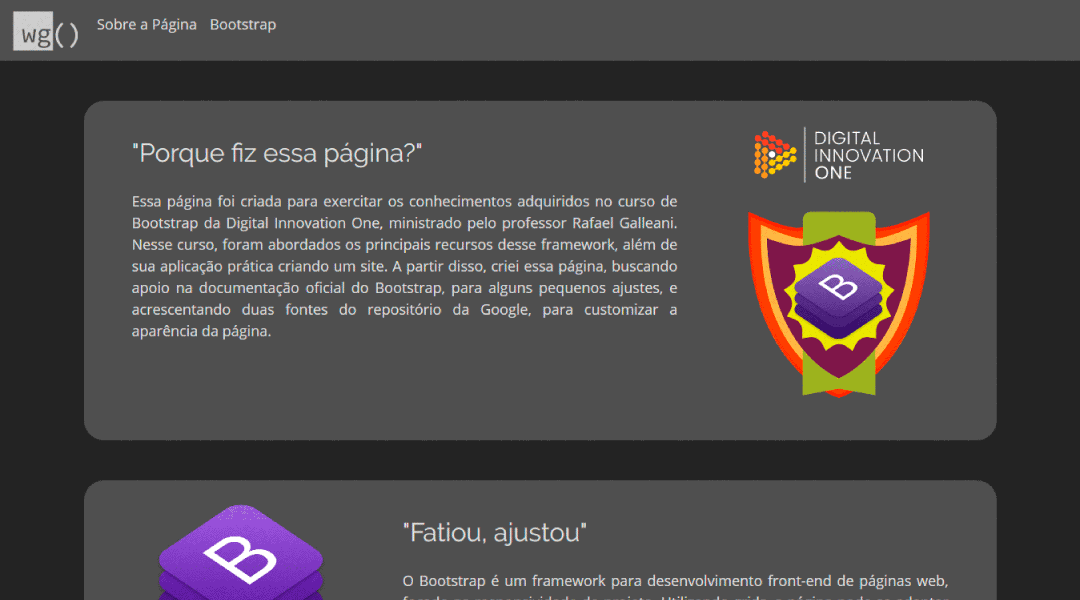 wg()
Sobre a Página Bootstrap
"Porque fiz essa página?"
Essa página foi criada para exercitar os conhecimentos adquiridos no curso de
Bootstrap da Digital Innovation One, ministrado pelo professor Rafael Galleani.
Nesse curso, foram abordados os principais recursos desse framework, além de
sua aplicação prática criando um site. A partir disso, criei essa página, buscando
apoio na documentação oficial do Bootstrap, para alguns pequenos ajustes, e
acrescentando duas fontes do repositório da Google, para customizar a
aparência da página.
DIGITAL
INNOVATION
ONE
B
B
"Fatiou, ajustou"
O Bootstrap é um framework para desenvolvimento front-end de páginas web,